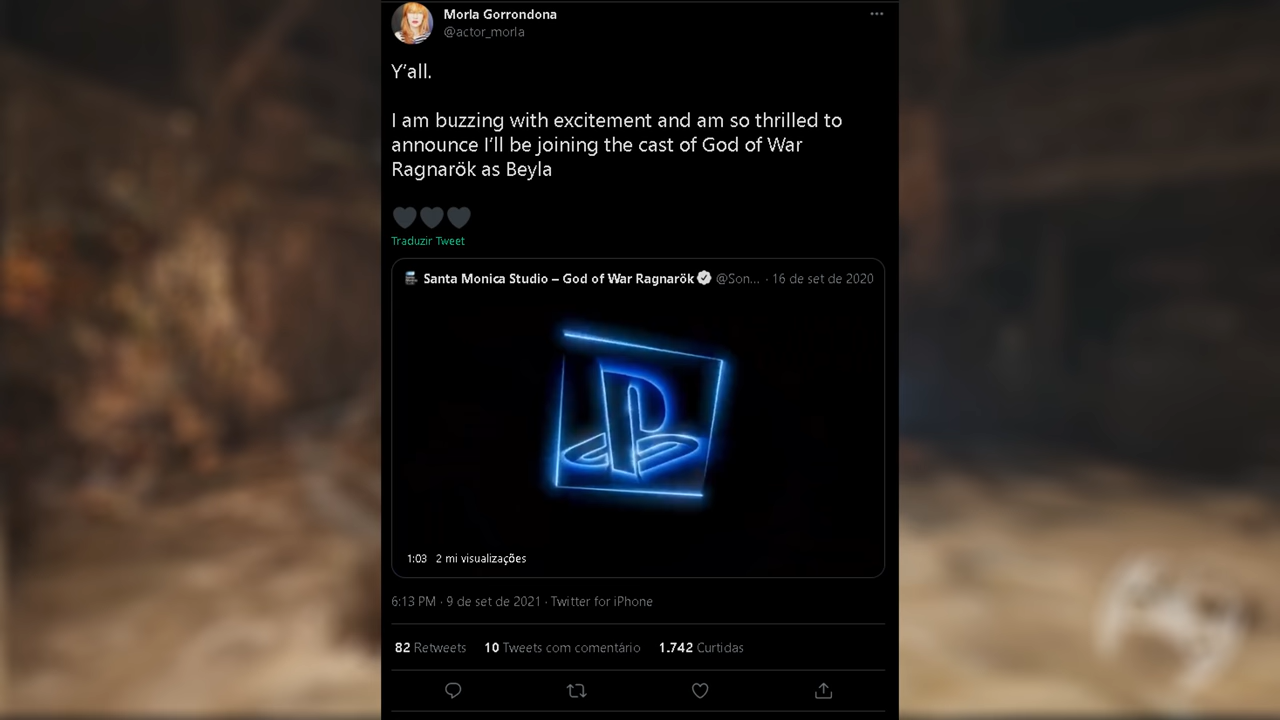 Morla Gorrondona
@actor_morla
Y'all.
I am buzzing with excitement and am so thrilled to
announce I'll be joining the cast of God of War
Ragnarök as Beyla
Traduzir Tweet
Santa Monica Studio – God of War Ragnarök @Son... · 16 de set de 2020
1:03 2 mi visualizações
6:13 PM · 9 de set de 2021 · Twitter for iPhone
82 Retweets 10 Tweets com comentário 1.742 Curtidas